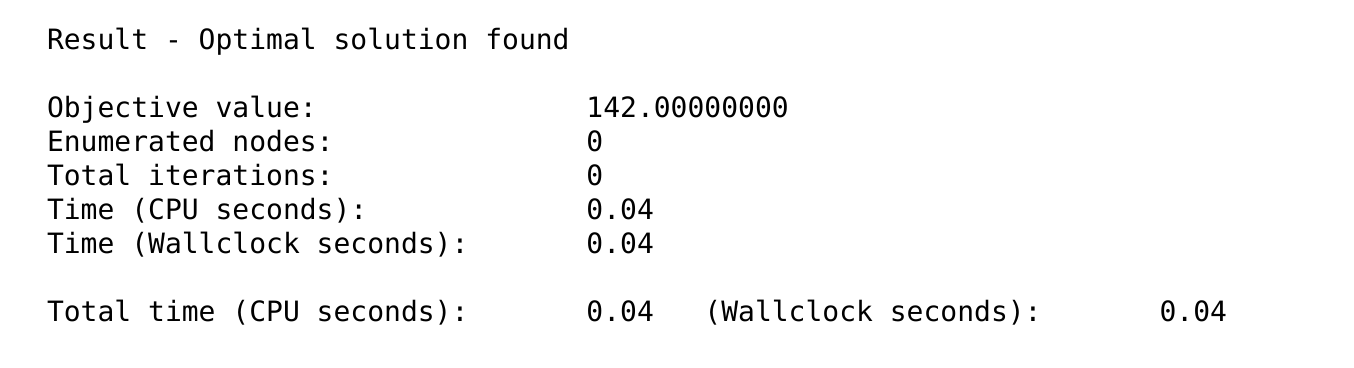 Result - Optimal solution found

Objective value:                142.00000000
Enumerated nodes:               0
Total iterations:               0
Time (CPU seconds):             0.04
Time (Wallclock seconds):       0.04

Total time (CPU seconds):       0.04   (Wallclock seconds):       0.04